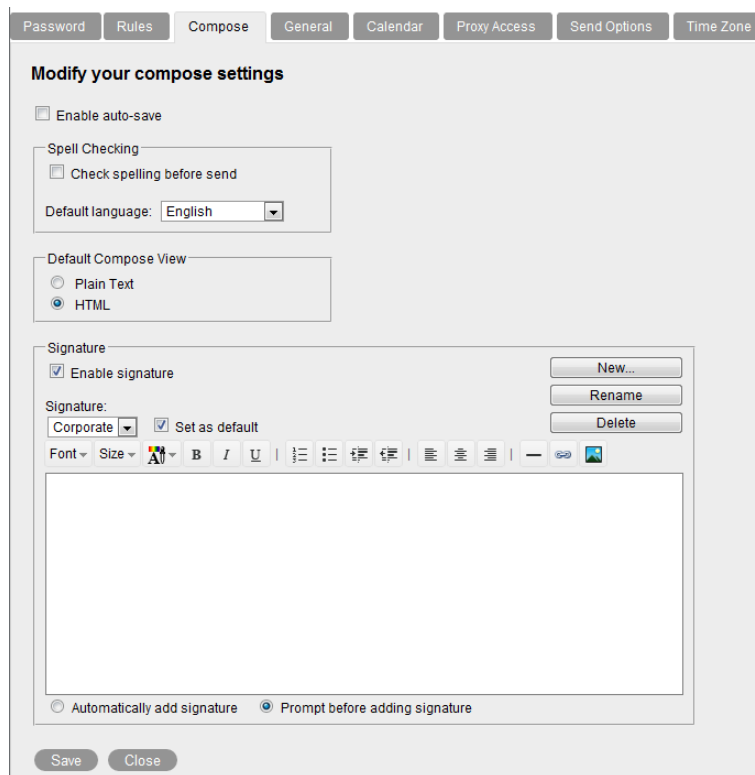 Password Rules Compose General Calendar Proxy Access Send Options Time Zone
Modify your compose settings
Enable auto-save
Spell Checking
Check spelling before send
Default language: English
Default Compose View
Plain Text
HTML
Signature
Enable signature
New...
Rename
Signature:
Corporate Set as default
Delete
Font Size A B I U
Automatically add signature Prompt before adding signature
Save Close